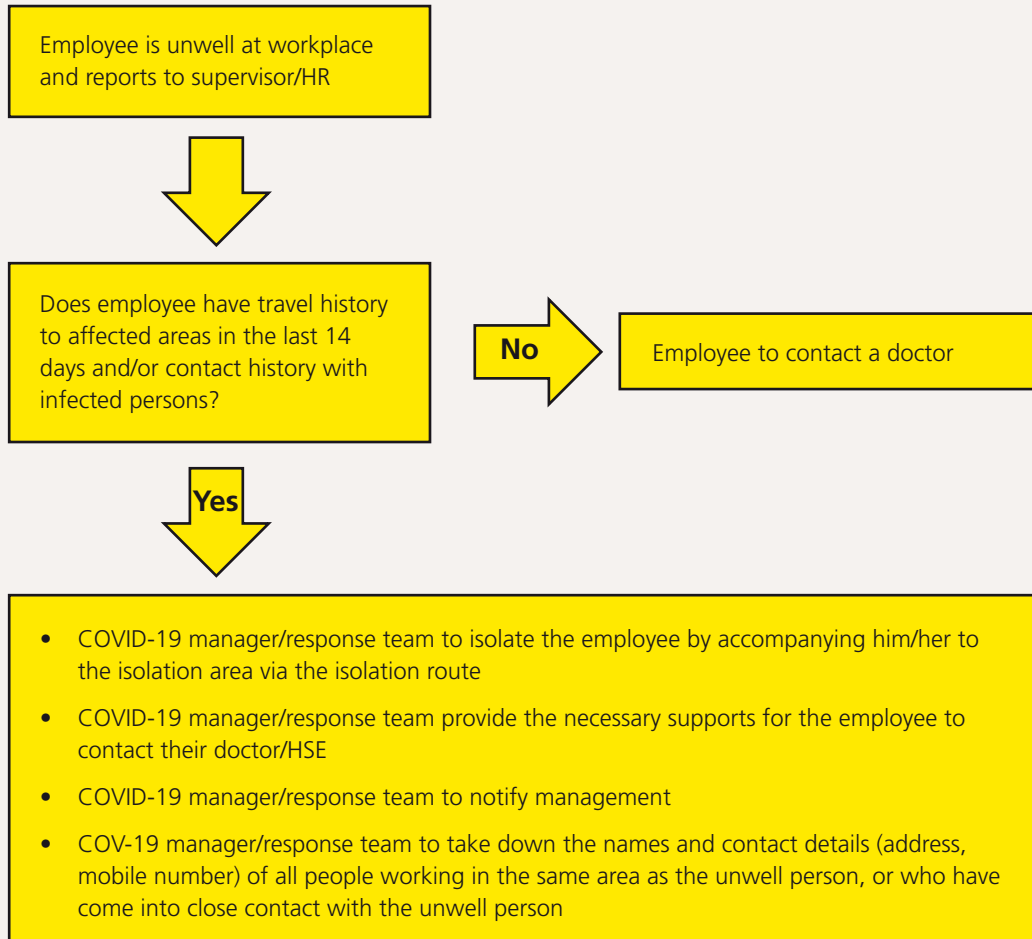 Employee is unwell at workplace
and reports to supervisor/HR
Does employee have travel history
to affected areas in the last 14
days and/or contact history with
infected persons?
No
Employee to contact a doctor
Yes
• COVID-19 manager/response team to isolate the employee by accompanying him/her to
the isolation area via the isolation route
• COVID-19 manager/response team provide the necessary supports for the employee to
contact their doctor/HSE
• COVID-19 manager/response team to notify management
• COV-19 manager/response team to take down the names and contact details (address,
mobile number) of all people working in the same area as the unwell person, or who have
come into close contact with the unwell person